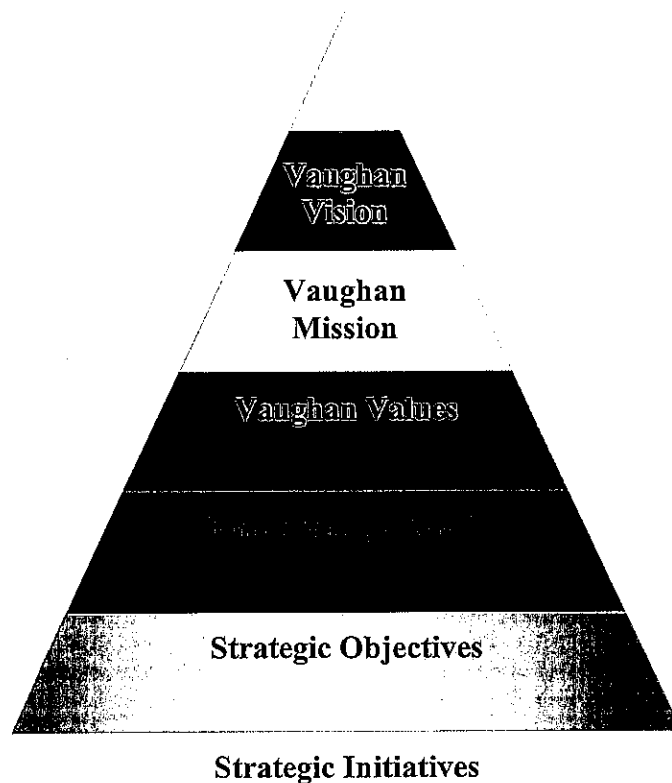 Vaughan
Vision
Vaughan
Mission
Vaughan Values
Strategic Objectives
Strategic Initiatives